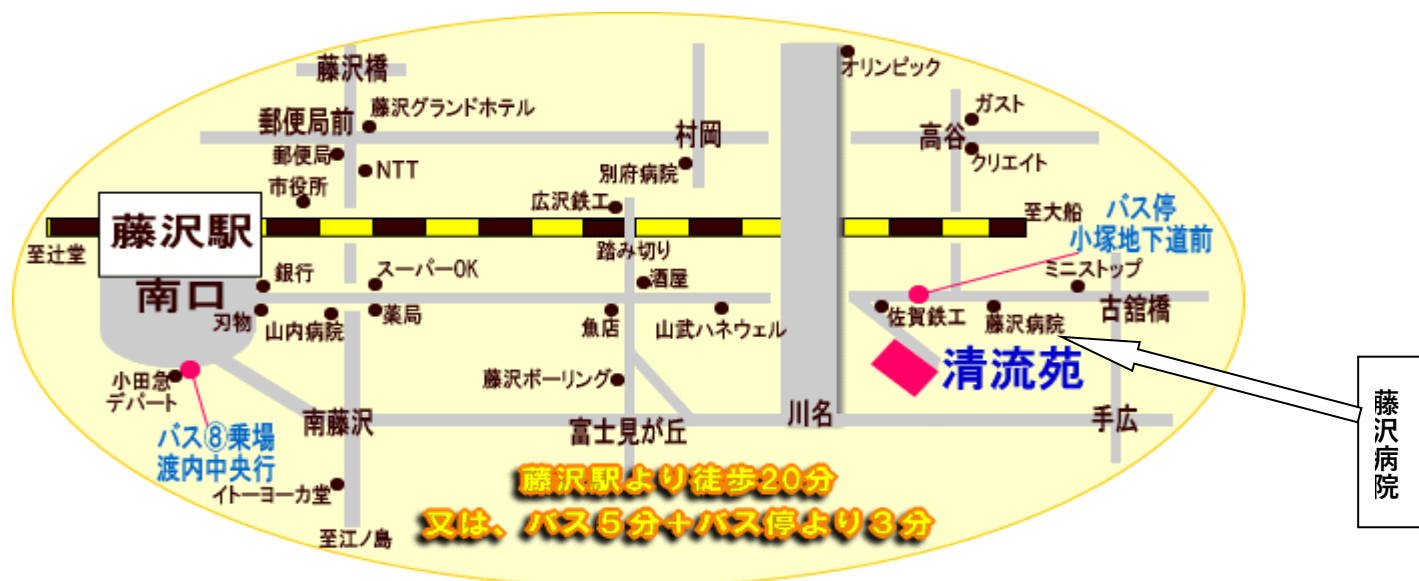 藤沢橋
オリンピック
藤沢グランドホテル
ガスト
郵便局前
村岡
高谷
郵便局
NTT
別府病院
クリエイト
市役所
広沢鉄工
藤沢駅
至辻堂
至大船
バス停
小塚地下道前
踏み切り
南口
銀行
スーパーOK
酒屋
ミニストップ
刃物
山内病院
薬局
魚店
山武ハネウェル
佐賀鉄工
藤沢病院
古舘橋
清流苑
小田急
デパート
藤沢ボーリング
南藤沢
富士見が丘
川名
手広
藤沢病院
バス⑧乗場
渡内中央行
イトーヨーカ堂
至江ノ島
藤沢駅より徒歩20分
又は、バス5分+バス停より3分